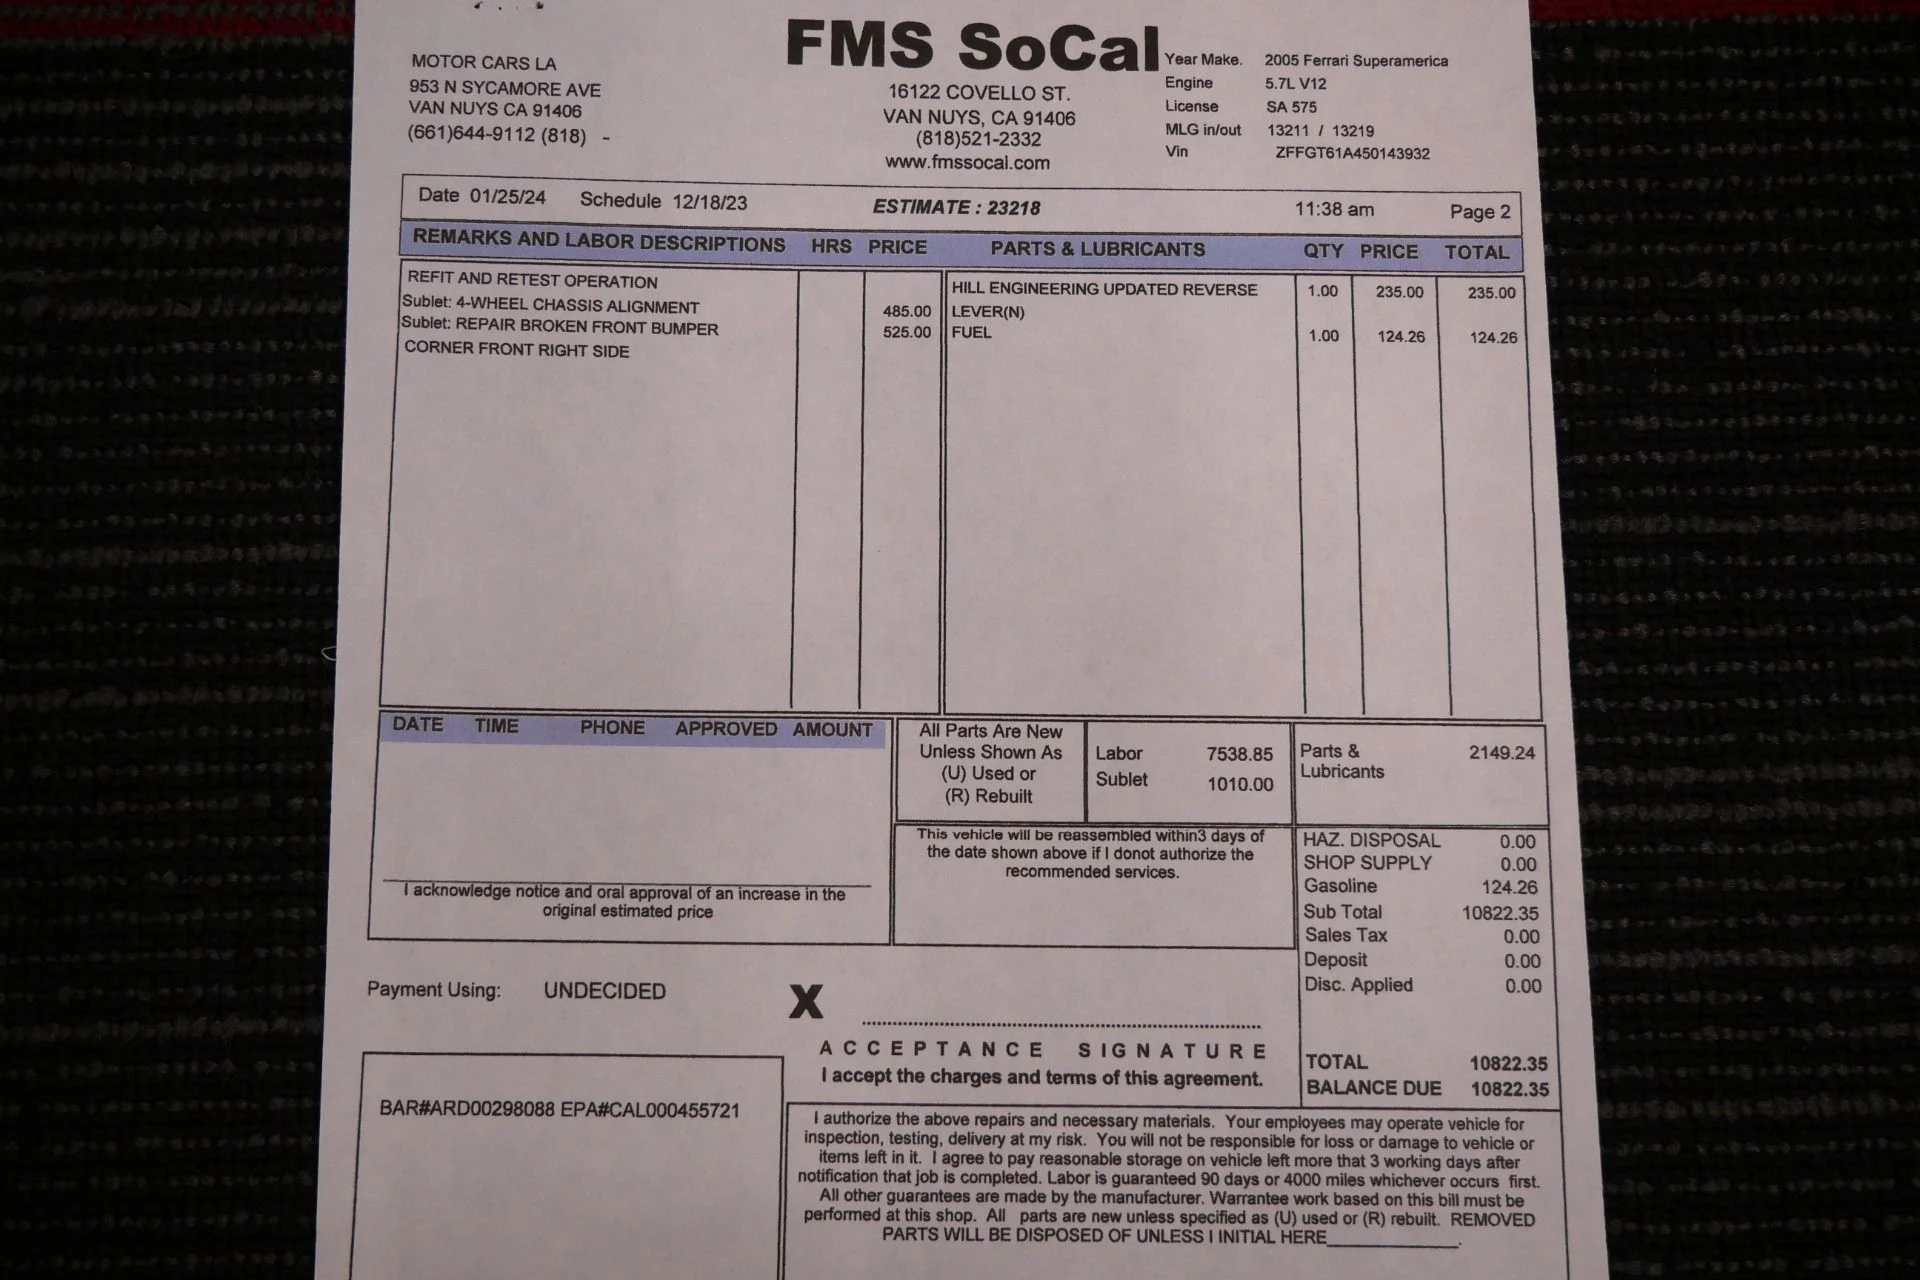 FMS SoCal
MOTOR CARS LA
953 N SYCAMORE AVE
VAN NUYS CA 91406
(661)644-9112 (818) -
16122 COVELLO ST.
VAN NUYS, CA 91406
(818)521-2332
www.fmssocal.com
Year Make. 2005 Ferrari Superamerica
Engine 5.7L V12
License SA 575
MLG in/out 13211 / 13219
Vin ZFFGT61A450143932
Date 01/25/24 Schedule 12/18/23 ESTIMATE : 23218 11:38 am Page 2
REMARKS AND LABOR DESCRIPTIONS HRS PRICE PARTS & LUBRICANTS QTY PRICE TOTAL
REFIT AND RETEST OPERATION
Sublet: 4-WHEEL CHASSIS ALIGNMENT 485.00
Sublet: REPAIR BROKEN FRONT BUMPER 525.00
CORNER FRONT RIGHT SIDE
HILL ENGINEERING UPDATED REVERSE 1.00 235.00 235.00
LEVER(N)
FUEL 1.00 124.26 124.26
DATE TIME PHONE APPROVED AMOUNT
I acknowledge notice and oral approval of an increase in the
original estimated price
All Parts Are New
Unless Shown As
(U) Used or
(R) Rebuilt
Labor 7538.85
Sublet 1010.00
Parts & 2149.24
Lubricants
This vehicle will be reassembled within3 days of
the date shown above if I donot authorize the
recommended services.
HAZ. DISPOSAL 0.00
SHOP SUPPLY 0.00
Gasoline 124.26
Sub Total 10822.35
Sales Tax 0.00
Deposit 0.00
Disc. Applied 0.00
TOTAL 10822.35
BALANCE DUE 10822.35
Payment Using: UNDECIDED
X
ACCEPTANCE SIGNATURE
I accept the charges and terms of this agreement.
BAR#ARD00298088 EPA#CAL000455721
I authorize the above repairs and necessary materials. Your employees may operate vehicle for
inspection, testing, delivery at my risk. You will not be responsible for loss or damage to vehicle or
items left in it. I agree to pay reasonable storage on vehicle left more that 3 working days after
notification that job is completed. Labor is guaranteed 90 days or 4000 miles whichever occurs first.
All other guarantees are made by the manufacturer. Warrantee work based on this bill must be
performed at this shop. All parts are new unless specified as (U) used or (R) rebuilt. REMOVED
PARTS WILL BE DISPOSED OF UNLESS I INITIAL HERE____________.